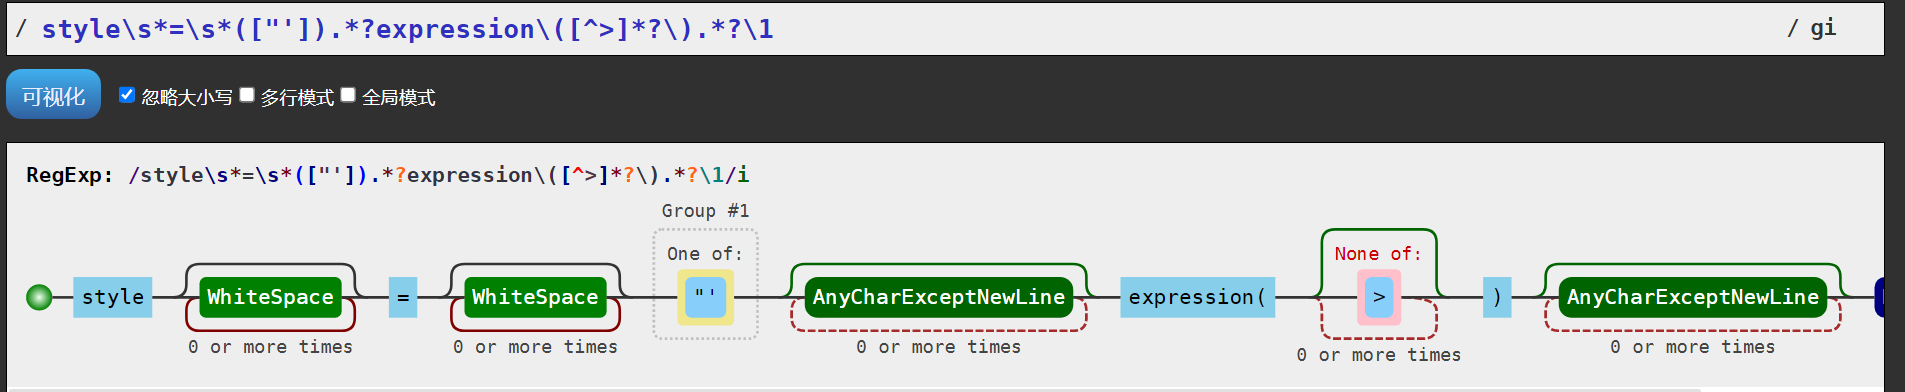 / style\s*=\s*(["']).*?expression\([^>]*?\).*?\1 / gi
可视化 忽略大小写 多行模式 全局模式
RegExp: /style\s*=\s*(["']).*?expression\([^>]*?\).*?\1/i
Group #1
One of: None of:
style WhiteSpace = WhiteSpace "' AnyCharExceptNewLine expression( > ) AnyCharExceptNewLine
0 or more times 0 or more times 0 or more times 0 or more times 0 or more times